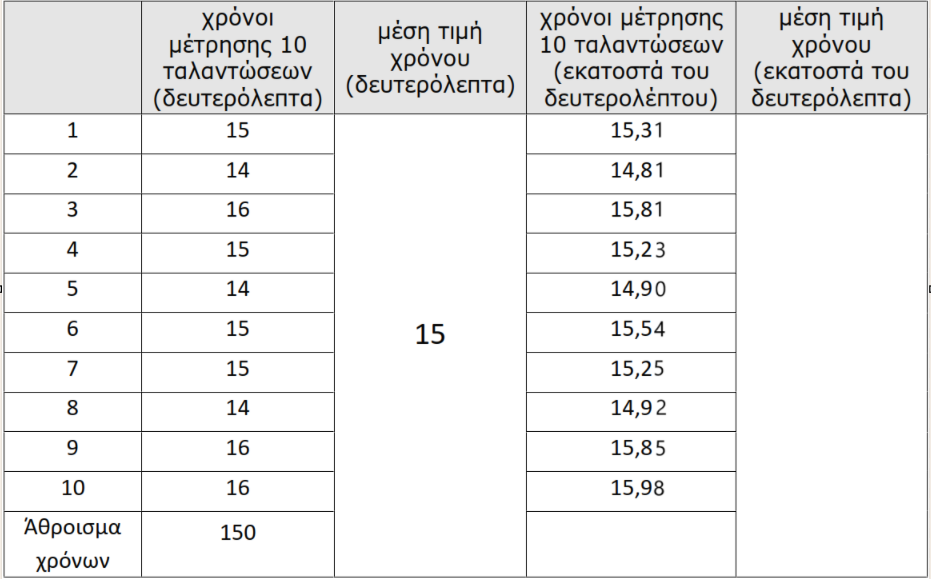 χρόνοι
μέτρησης 10
ταλαντώσεων
(δευτερόλεπτα)
μέση τιμή
χρόνου
(δευτερόλεπτα)
χρόνοι μέτρησης
10 ταλαντώσεων
(εκατοστά του
δευτερολέπτου)
μέση τιμή
χρόνου
(εκατοστά του
δευτερόλεπτα)
1 15 15,31
2 14 14,81
3 16 15,81
4 15 15,23
5 14 14,90
6 15 15,54
15
7 15 15,25
8 14 14,92
9 16 15,85
10 16 15,98
Άθροισμα
χρόνων
150